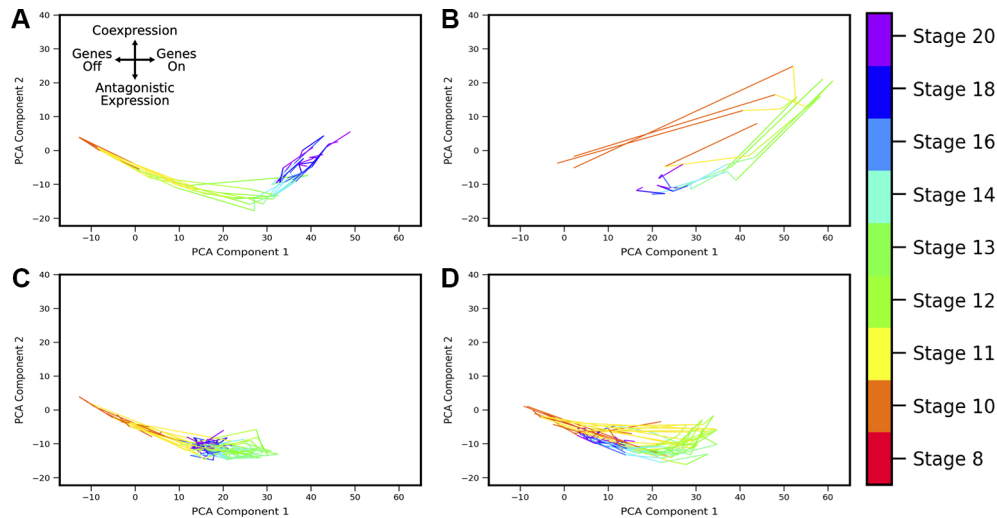 A
Coexpression
Genes Off
Genes On
Antagonistic
Expression
40
30
20
10
0
−10
−20
PCA Component 2
−10 0 10 20 30 40 50 60
PCA Component 1
B
40
30
20
10
0
−10
−20
PCA Component 2
−10 0 10 20 30 40 50 60
PCA Component 1
C
40
30
20
10
0
−10
−20
PCA Component 2
−10 0 10 20 30 40 50 60
PCA Component 1
D
40
30
20
10
0
−10
−20
PCA Component 2
−10 0 10 20 30 40 50 60
PCA Component 1
Stage 20
Stage 18
Stage 16
Stage 14
Stage 13
Stage 12
Stage 11
Stage 10
Stage 8